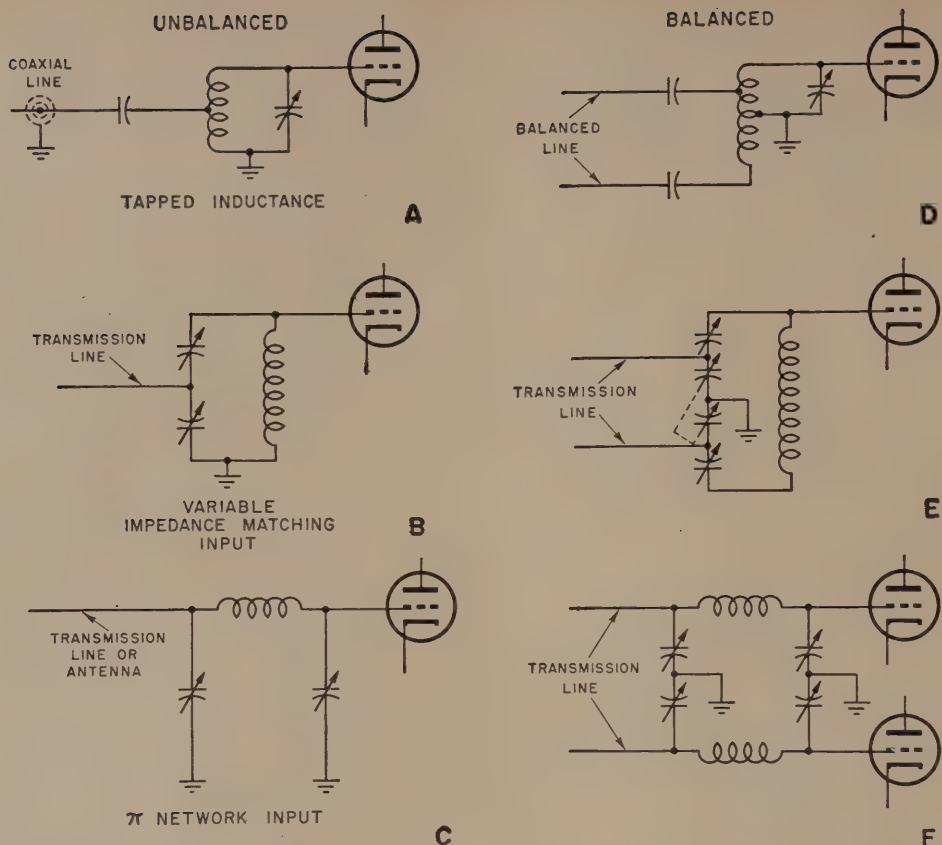 UNBALANCED
COAXIAL
LINE
TAPPED INDUCTANCE
A
TRANSMISSION
LINE
VARIABLE
IMPEDANCE MATCHING
INPUT
B
TRANSMISSION
LINE OR
ANTENNA
π NETWORK INPUT
C
BALANCED
BALANCED
LINE
D
TRANSMISSION
LINE
E
TRANSMISSION
LINE
F